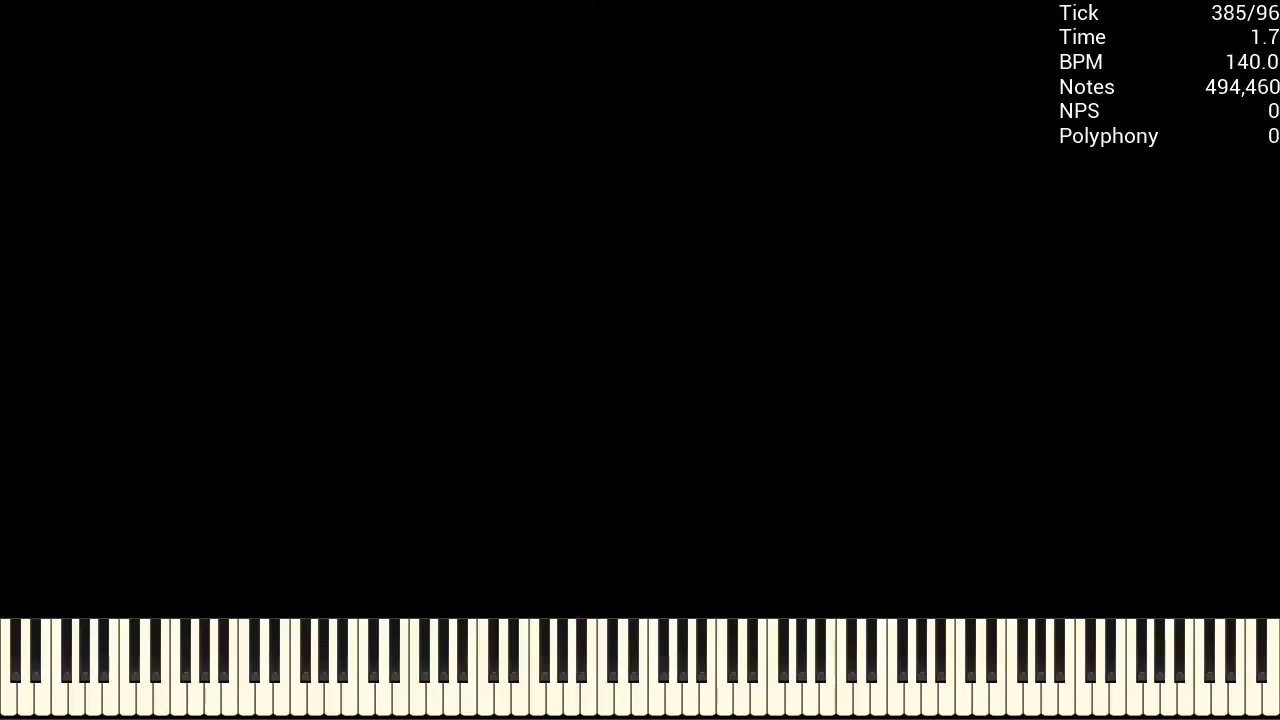 Tick 385/96
Time 1.7
BPM 140.0
Notes 494,460
NPS 0
Polyphony 0